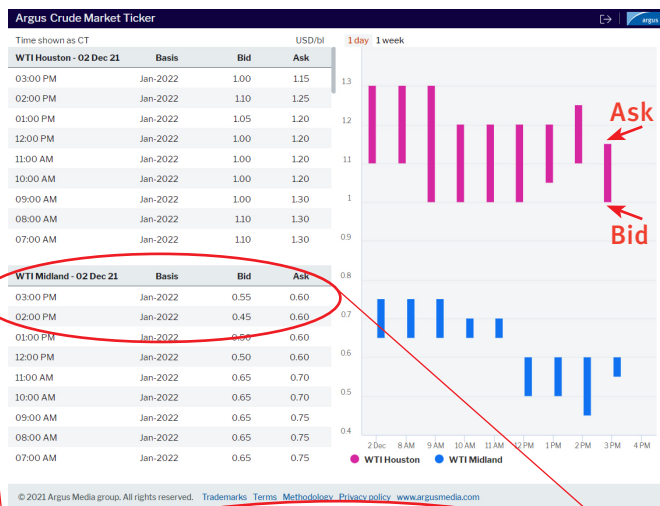 Argus Crude Market Ticker
argus
Time shown as CT USD/bl 1 day 1 week
WTI Houston - 02 Dec 21 Basis Bid Ask
03:00 PM Jan-2022 1.00 1.15
02:00 PM Jan-2022 1.10 1.25
01:00 PM Jan-2022 1.05 1.20
12:00 PM Jan-2022 1.00 1.20
11:00 AM Jan-2022 1.00 1.20
10:00 AM Jan-2022 1.00 1.20
09:00 AM Jan-2022 1.00 1.30
08:00 AM Jan-2022 1.10 1.30
07:00 AM Jan-2022 1.10 1.30
WTI Midland - 02 Dec 21 Basis Bid Ask
03:00 PM Jan-2022 0.55 0.60
02:00 PM Jan-2022 0.45 0.60
01:00 PM Jan-2022 0.50 0.60
12:00 PM Jan-2022 0.50 0.60
11:00 AM Jan-2022 0.65 0.70
10:00 AM Jan-2022 0.65 0.70
09:00 AM Jan-2022 0.65 0.75
08:00 AM Jan-2022 0.65 0.75
07:00 AM Jan-2022 0.65 0.75
1.3
1.2
1.1
1
0.9
0.8
0.7
0.6
0.5
0.4
Ask
Bid
2 Dec 8 AM 9 AM 10 AM 11 AM 12 PM 1 PM 2 PM 3 PM 4 PM
WTI Houston WTI Midland
© 2021 Argus Media group. All rights reserved. Trademarks Terms Methodology Privacy policy www.argusmedia.com